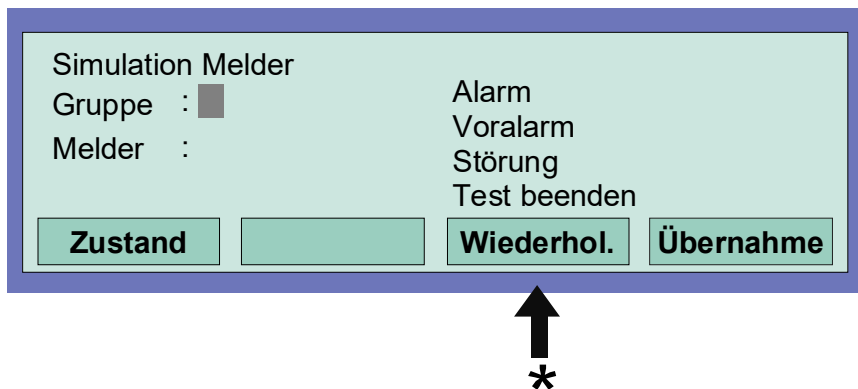 Simulation Melder
Gruppe :
Melder :
Alarm
Voralarm
Störung
Test beenden
Zustand Wiederhol. Übernahme
*